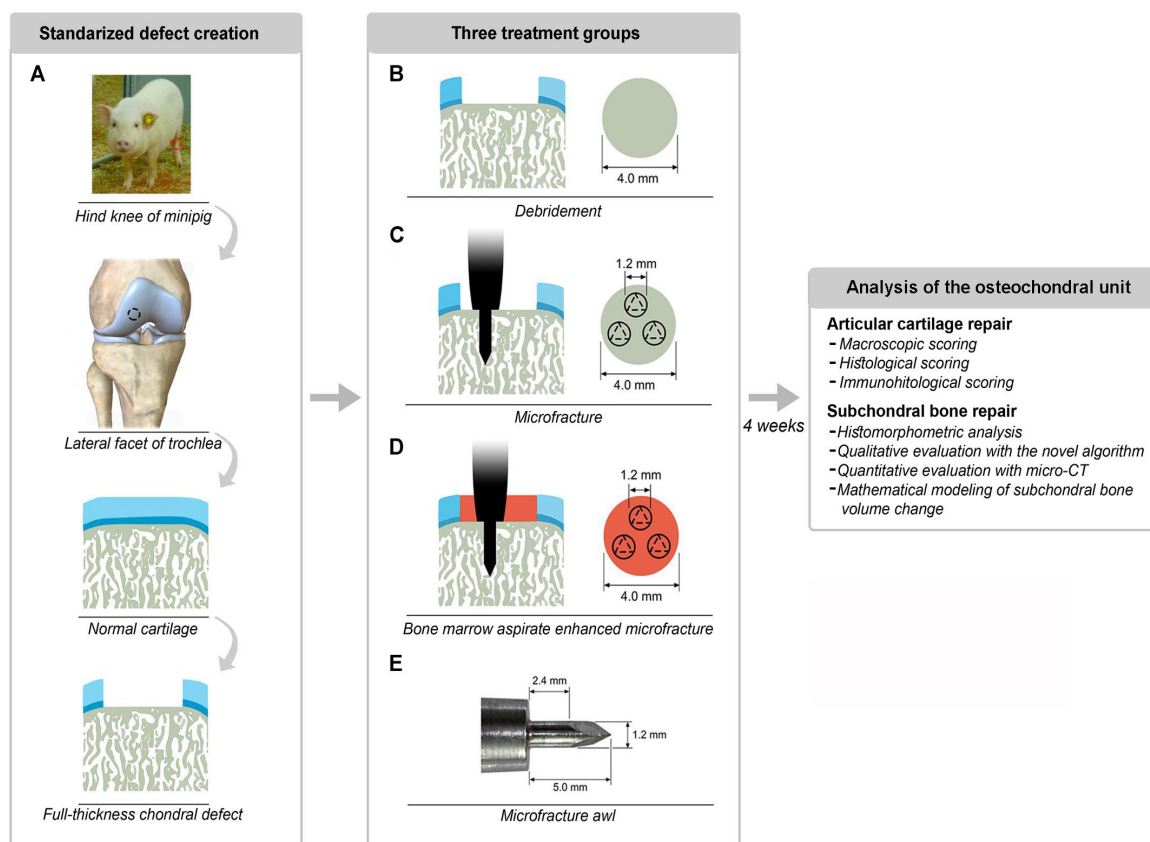 Standarized defect creation
A
Hind knee of minipig
Lateral facet of trochlea
Normal cartilage
Full-thickness chondral defect
Three treatment groups
B
4.0 mm
Debridement
C
1.2 mm
4.0 mm
Microfracture
D
1.2 mm
4.0 mm
Bone marrow aspirate enhanced microfracture
E
2.4 mm
1.2 mm
5.0 mm
Microfracture awl
4 weeks
Analysis of the osteochondral unit
Articular cartilage repair
- Macroscopic scoring
- Histological scoring
- Immunohitological scoring
Subchondral bone repair
- Histomorphometric analysis
- Qualitative evaluation with the novel algorithm
- Quantitative evaluation with micro-CT
- Mathematical modeling of subchondral bone
volume change